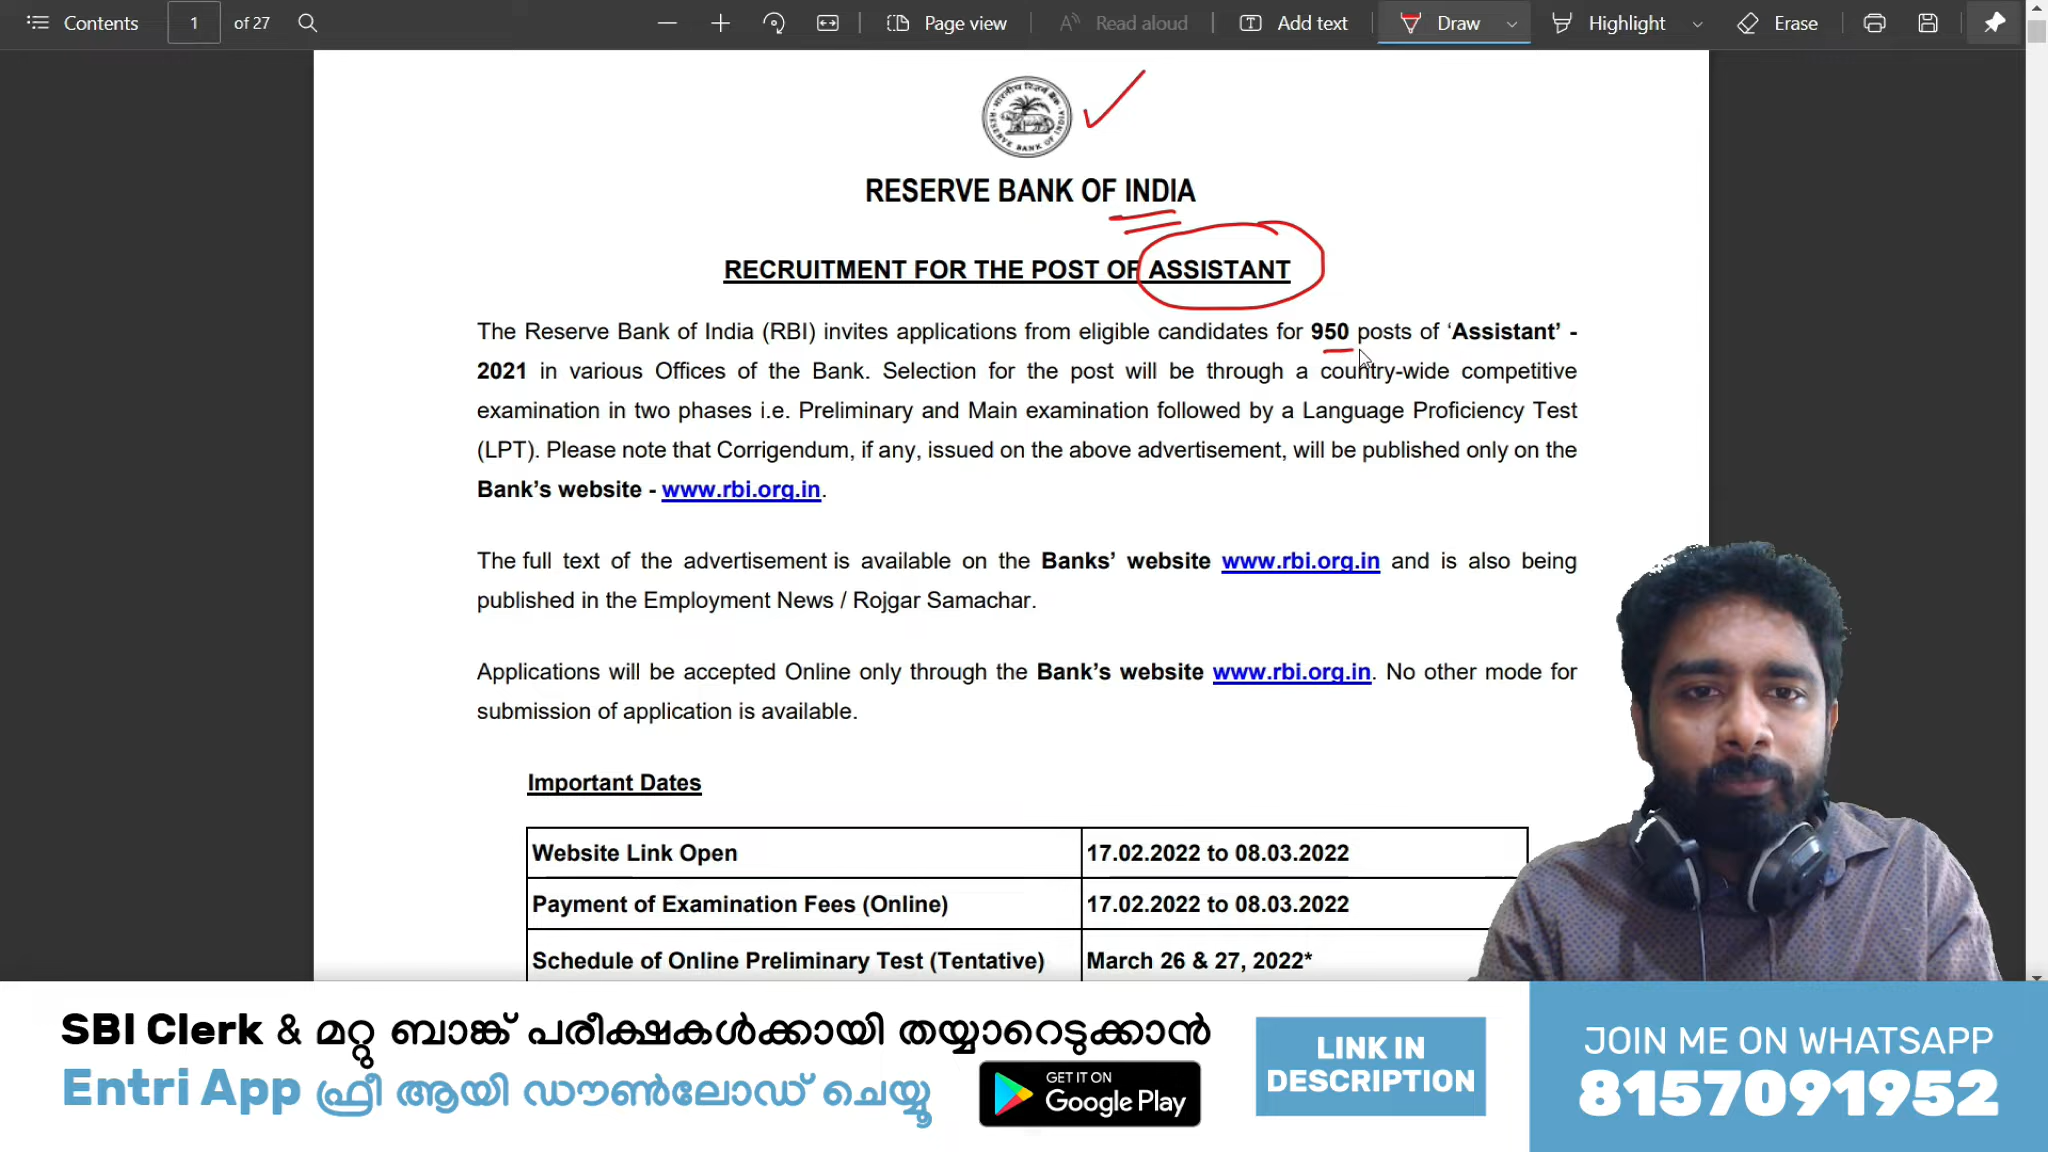 Contents 1 of 27 Page view Read aloud Add text Draw Highlight Erase
भारतीय रिज़र्व बैंक
RESERVE BANK OF INDIA
RESERVE BANK OF INDIA
RECRUITMENT FOR THE POST OF ASSISTANT
The Reserve Bank of India (RBI) invites applications from eligible candidates for 950 posts of ‘Assistant’ -
2021 in various Offices of the Bank. Selection for the post will be through a country-wide competitive
examination in two phases i.e. Preliminary and Main examination followed by a Language Proficiency Test
(LPT). Please note that Corrigendum, if any, issued on the above advertisement, will be published only on the
Bank’s website - www.rbi.org.in.
The full text of the advertisement is available on the Banks’ website www.rbi.org.in and is also being
published in the Employment News / Rojgar Samachar.
Applications will be accepted Online only through the Bank’s website www.rbi.org.in. No other mode for
submission of application is available.
Important Dates
Website Link Open 17.02.2022 to 08.03.2022
Payment of Examination Fees (Online) 17.02.2022 to 08.03.2022
Schedule of Online Preliminary Test (Tentative) March 26 & 27, 2022*
SBI Clerk & മറ്റു ബാങ്ക് പരീക്ഷകൾക്കായി തയ്യാറെടുക്കാൻ
Entri App ഫ്രീ ആയി ഡൗൺലോഡ് ചെയ്യൂ
GET IT ON
Google Play
LINK IN
DESCRIPTION
JOIN ME ON WHATSAPP
8157091952